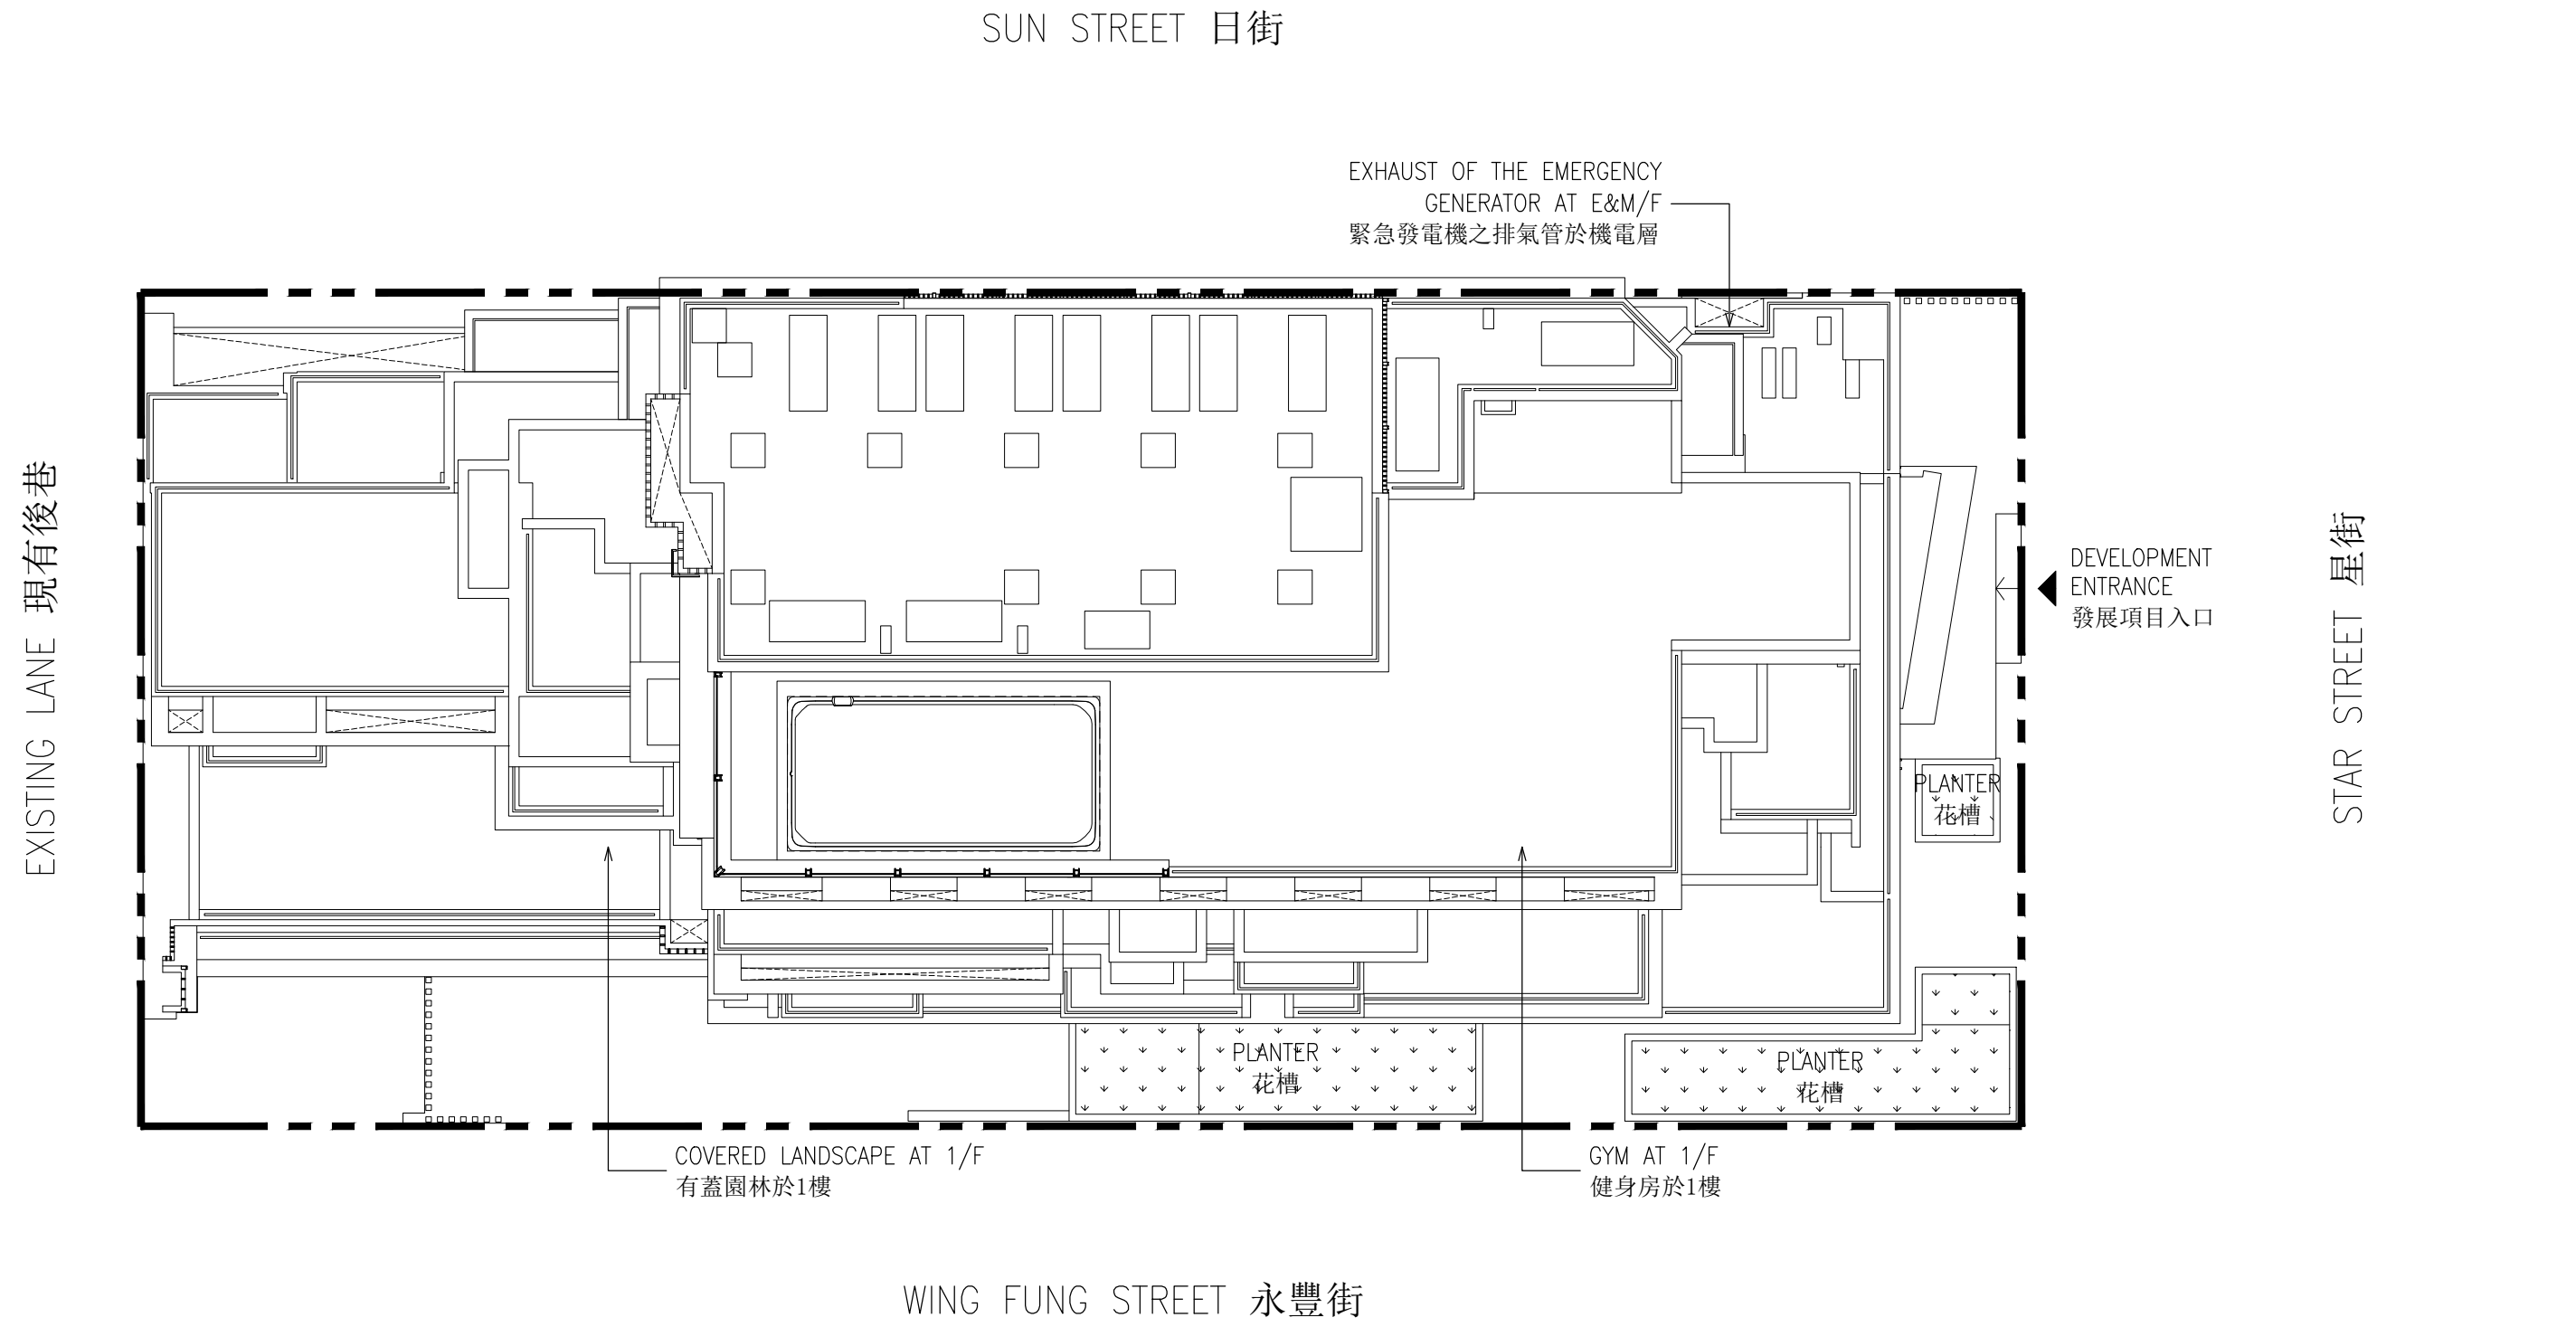 SUN STREET 日街
EXHAUST OF THE EMERGENCY
GENERATOR AT E&M/F
緊急發電機之排氣管於機電層
EXISTING LANE 現有後巷
DEVELOPMENT
ENTRANCE
發展項目入口
STAR STREET 星街
PLANTER
花槽
PLANTER
花槽
PLANTER
花槽
COVERED LANDSCAPE AT 1/F
有蓋園林於1樓
GYM AT 1/F
健身房於1樓
WING FUNG STREET 永豐街